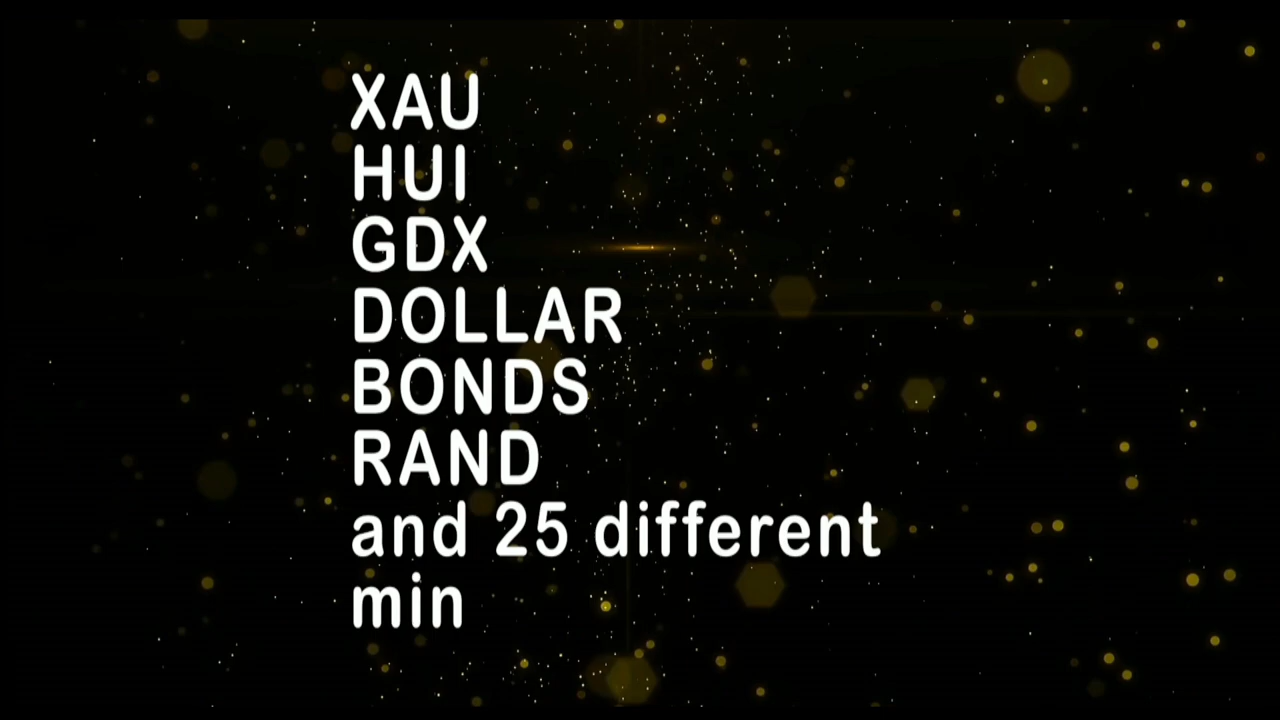 XAU
HUI
GDX
DOLLAR
BONDS
RAND
and 25 different
min